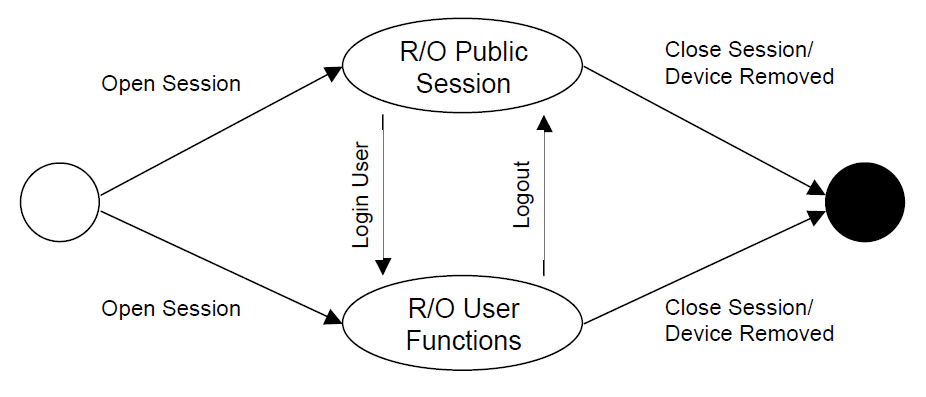 R/O Public
Session
Close Session/
Device Removed
Open Session
Login User
Logout
Open Session
R/O User
Functions
Close Session/
Device Removed